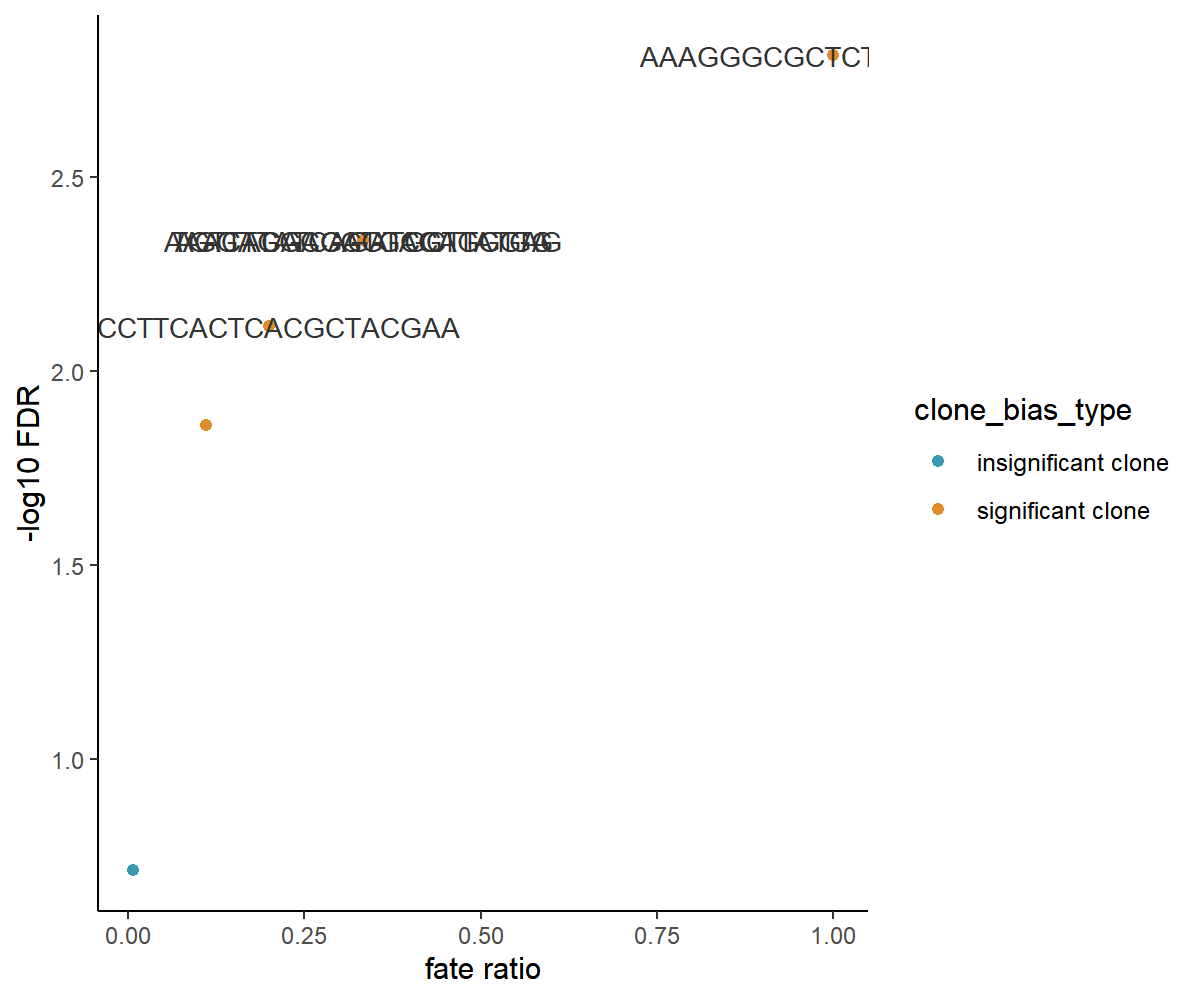 AAAGGGCGCTCT
2.5
CCTTCACTCACGCTACGAA
2.0
1.5
1.0
-log10 FDR
0.00
0.25
0.50
0.75
1.00
fate ratio
clone_bias_type
insignificant clone
significant clone